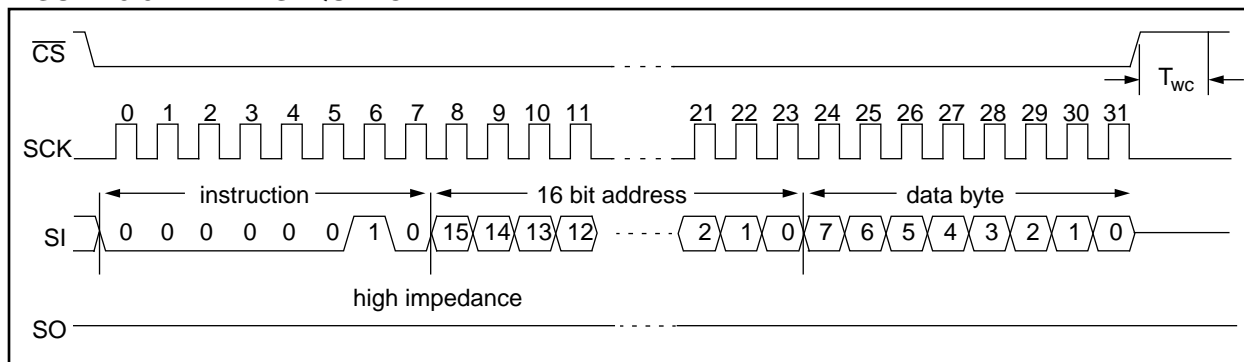 CS
T wc
0 1 2 3 4 5 6 7 8 9 10 11 21 22 23 24 25 26 27 28 29 30 31
SCK
instruction 16 bit address data byte
SI 0 0 0 0 0 0 1 0 15 14 13 12 2 1 0 7 6 5 4 3 2 1 0
high impedance
SO